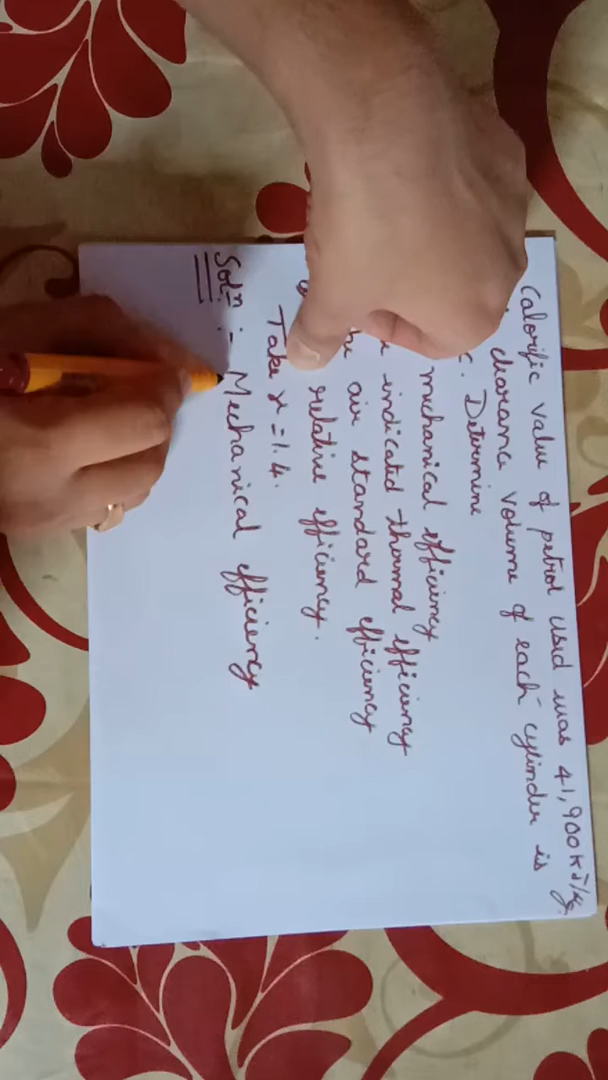 Calorific value of petrol used was 41,900 kJ/kg.
clearance volume of each cylinder is
c. Determine
mechanical efficiency
indicated thermal efficiency
air standard efficiency
relative efficiency.
Take γ = 1.4.
Solⁿ :- Mechanical efficiency